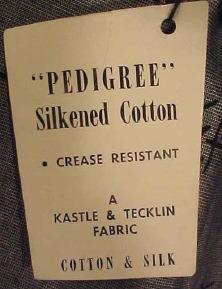 "PEDIGREE"
Silkened Cotton
• CREASE RESISTANT
A
KASTLE & TECKLIN
FABRIC
COTTON & SILK